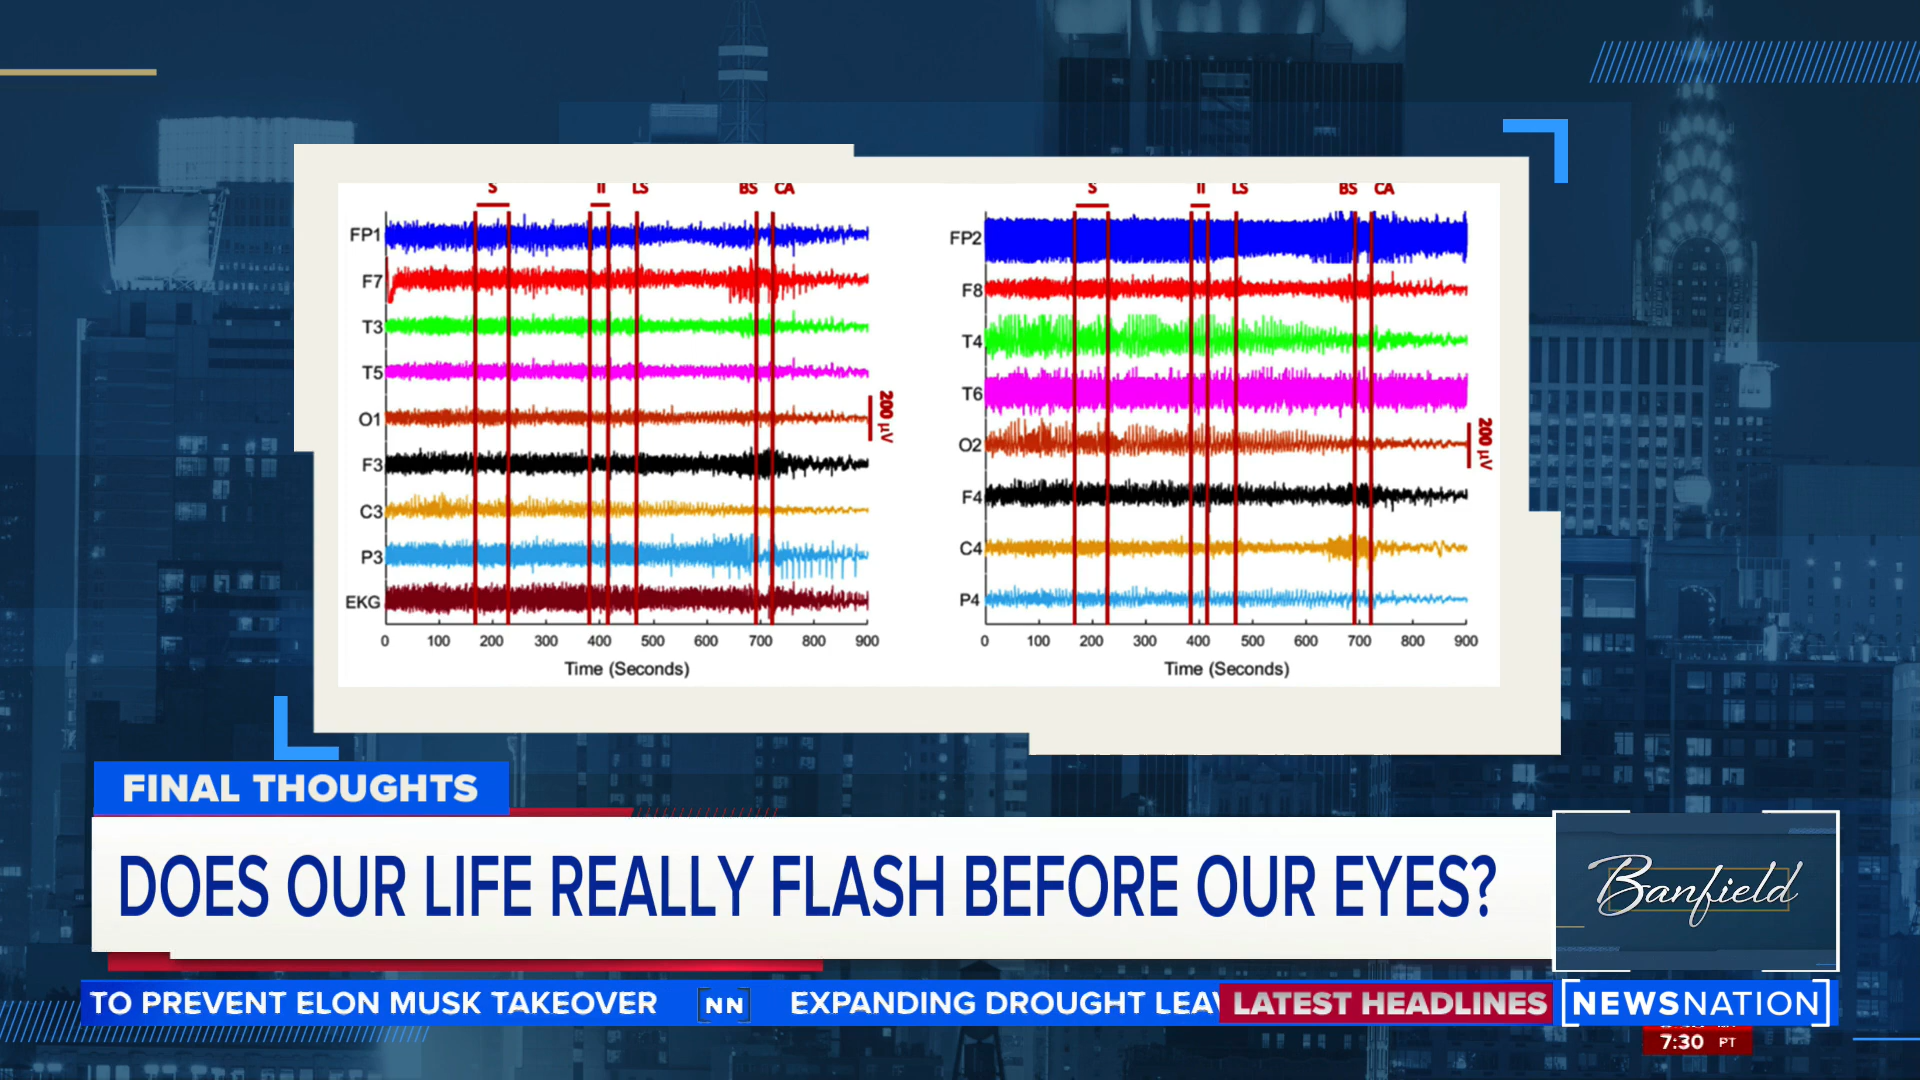 S II LS BS CA
FP1
F7
T3
T5
O1
F3
C3
P3
EKG
200 µV
0 100 200 300 400 500 600 700 800 900
Time (Seconds)
S II LS BS CA
FP2
F8
T4
T6
O2
F4
C4
P4
200 µV
0 100 200 300 400 500 600 700 800 900
Time (Seconds)
FINAL THOUGHTS
DOES OUR LIFE REALLY FLASH BEFORE OUR EYES?
Banfield
TO PREVENT ELON MUSK TAKEOVER NN EXPANDING DROUGHT LEAV
LATEST HEADLINES
NEWSNATION
7:30 PT